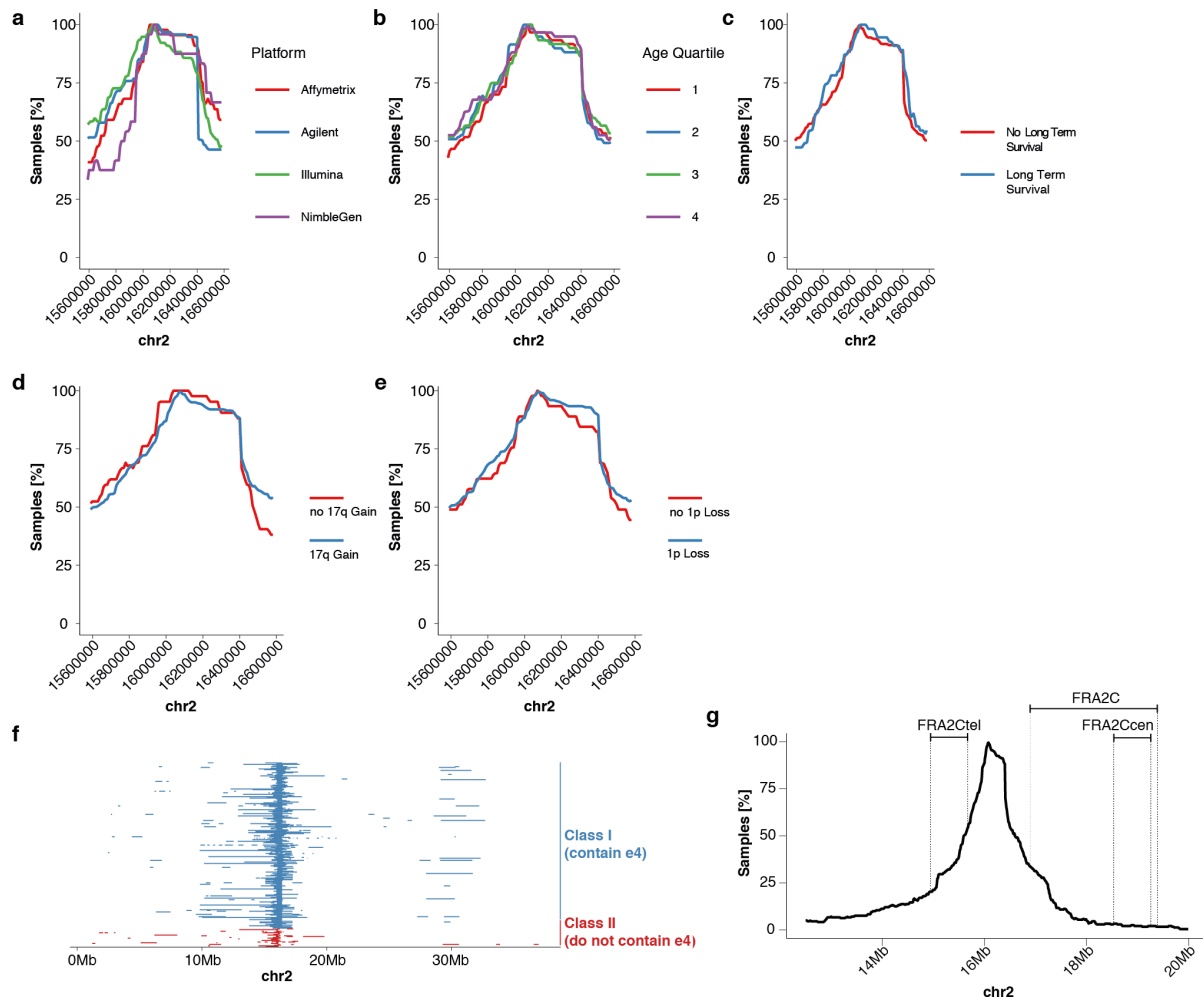 a
Samples [%]
100
75
50
25
0
15600000
15800000
16000000
16200000
16400000
16600000
chr2
Platform
Affymetrix
Agilent
Illumina
NimbleGen
b
Samples [%]
100
75
50
25
0
15600000
15800000
16000000
16200000
16400000
16600000
chr2
Age Quartile
1
2
3
4
c
Samples [%]
100
75
50
25
0
15600000
15800000
16000000
16200000
16400000
16600000
chr2
No Long Term
Survival
Long Term
Survival
d
Samples [%]
100
75
50
25
0
15600000
15800000
16000000
16200000
16400000
16600000
chr2
no 17q Gain
17q Gain
e
Samples [%]
100
75
50
25
0
15600000
15800000
16000000
16200000
16400000
16600000
chr2
no 1p Loss
1p Loss
f
Class I
(contain e4)
Class II
(do not contain e4)
0Mb
10Mb
20Mb
30Mb
chr2
g
FRA2C
FRA2Ctel
FRA2Ccen
Samples [%]
100
75
50
25
0
14Mb
16Mb
18Mb
20Mb
chr2